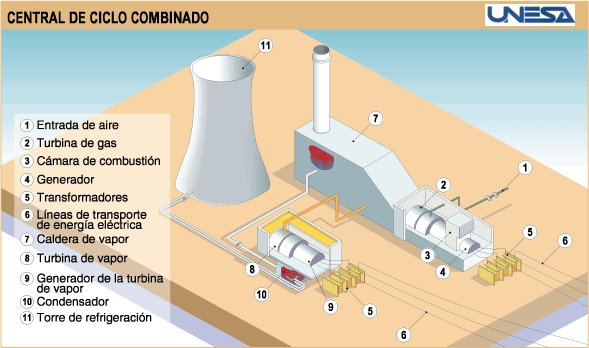 CENTRAL DE CICLO COMBINADO
UNESA
11
7
1 Entrada de aire
2 Turbina de gas
3 Cámara de combustión
4 Generador
5 Transformadores
6 Líneas de transporte
de energía eléctrica
7 Caldera de vapor
8 Turbina de vapor
9 Generador de la turbina
de vapor
10 Condensador
11 Torre de refrigeración
1
2
3
4
5
6
8
10
9
5
6